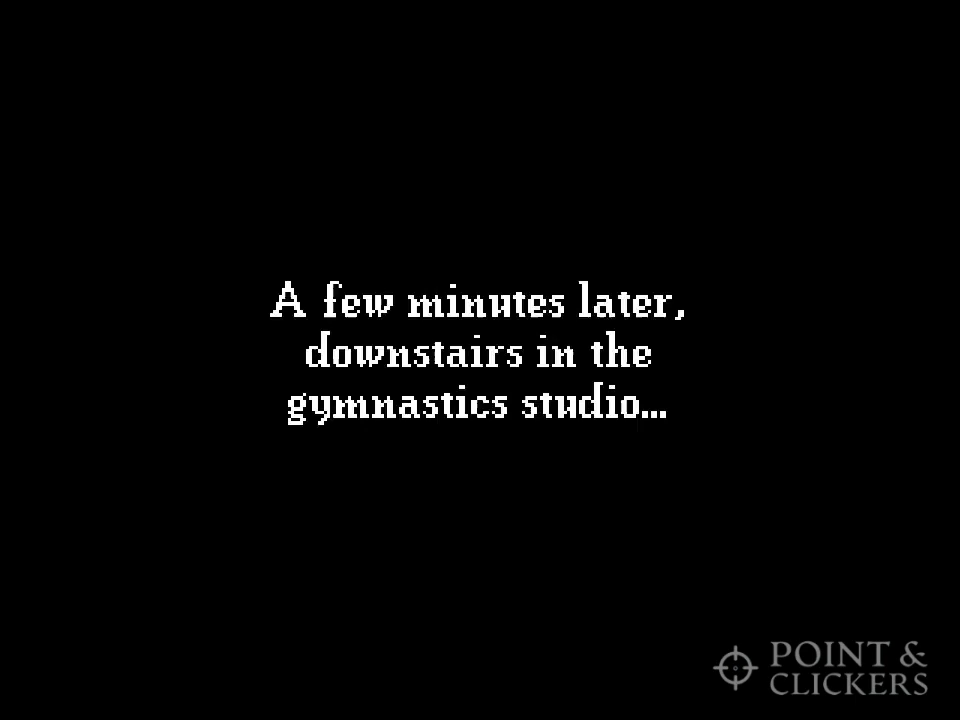 A few minutes later,
downstairs in the
gymnastics studio...
POINT &
CLICKERS